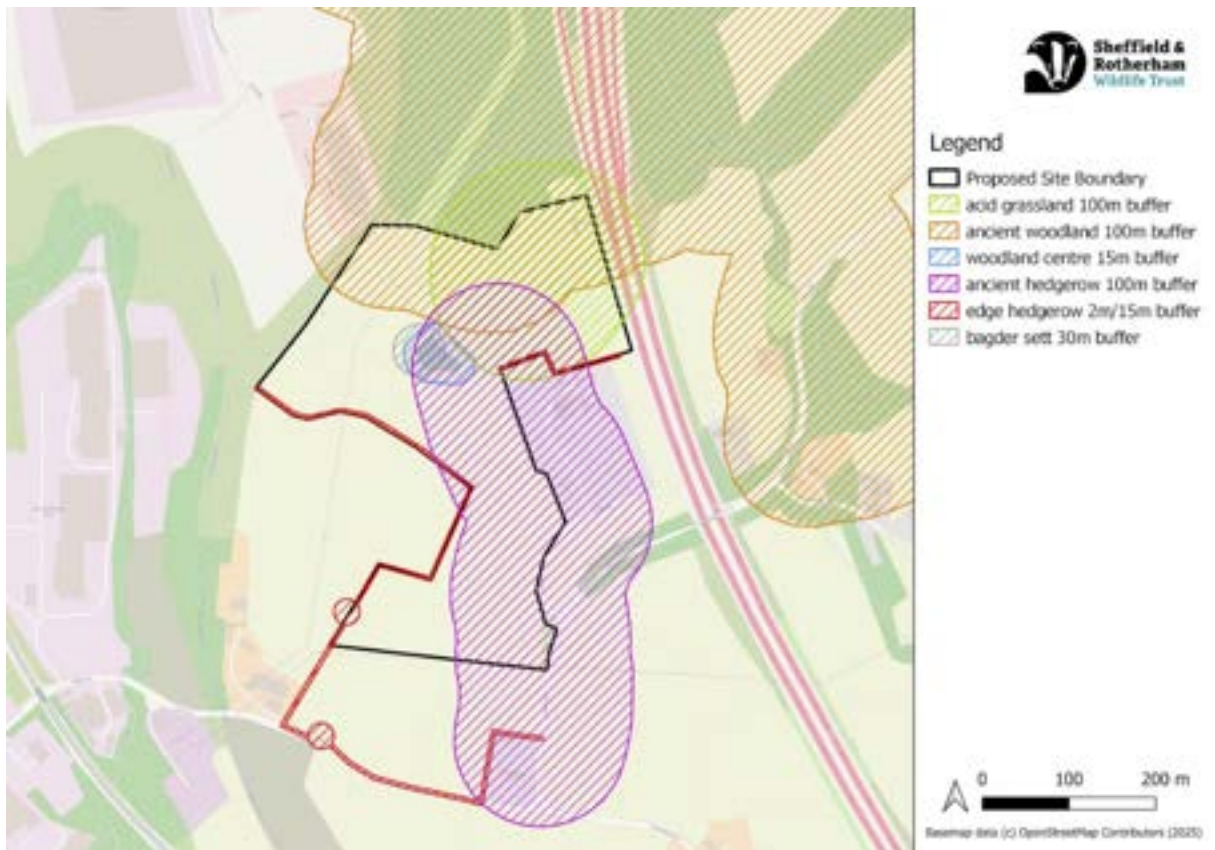 Sheffield &
Rotherham
Wildlife Trust
Legend
Proposed Site Boundary
acid grassland 100m buffer
ancient woodland 100m buffer
woodland centre 15m buffer
ancient hedgerow 100m buffer
edge hedgerow 2m/15m buffer
bagder sett 30m buffer
0 100 200 m
Basemap data (c) OpenStreetMap Contributors (2025)